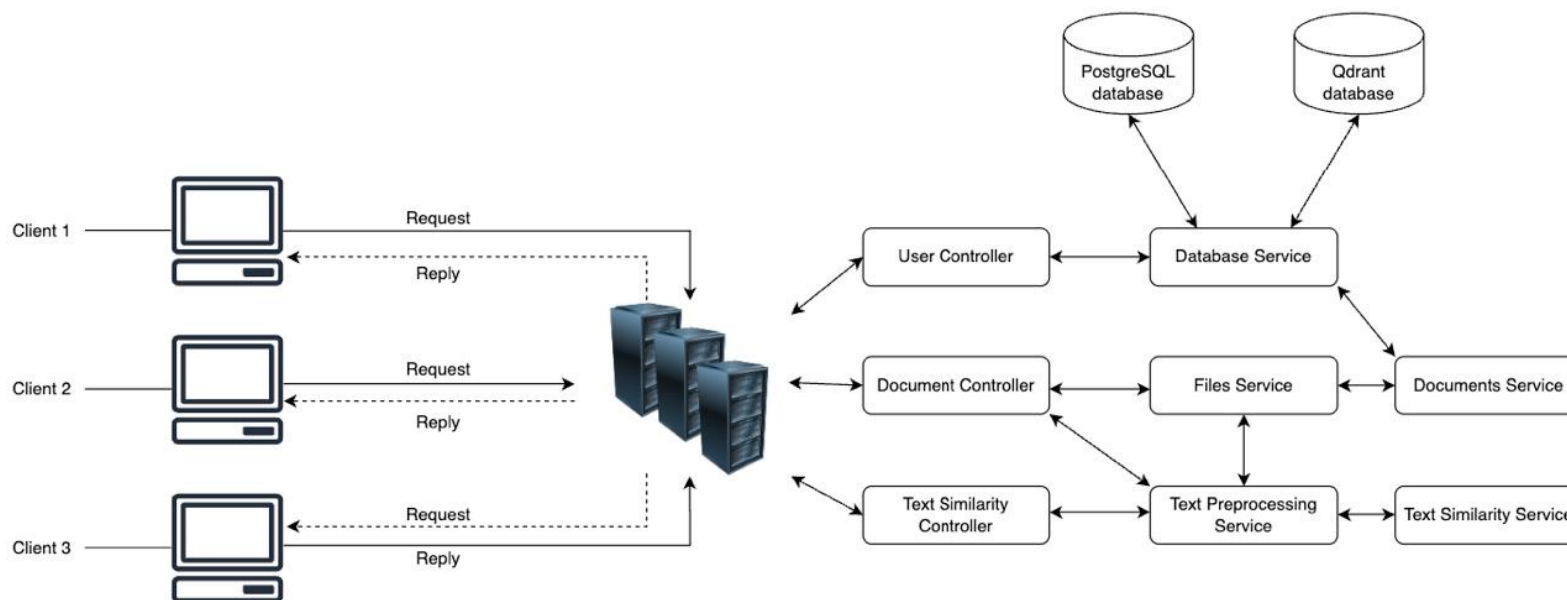 PostgreSQL
database
Qdrant
database
Client 1
Request
Reply
User Controller
Database Service
Client 2
Request
Reply
Document Controller
Files Service
Documents Service
Client 3
Request
Reply
Text Similarity
Controller
Text Preprocessing
Service
Text Similarity Service